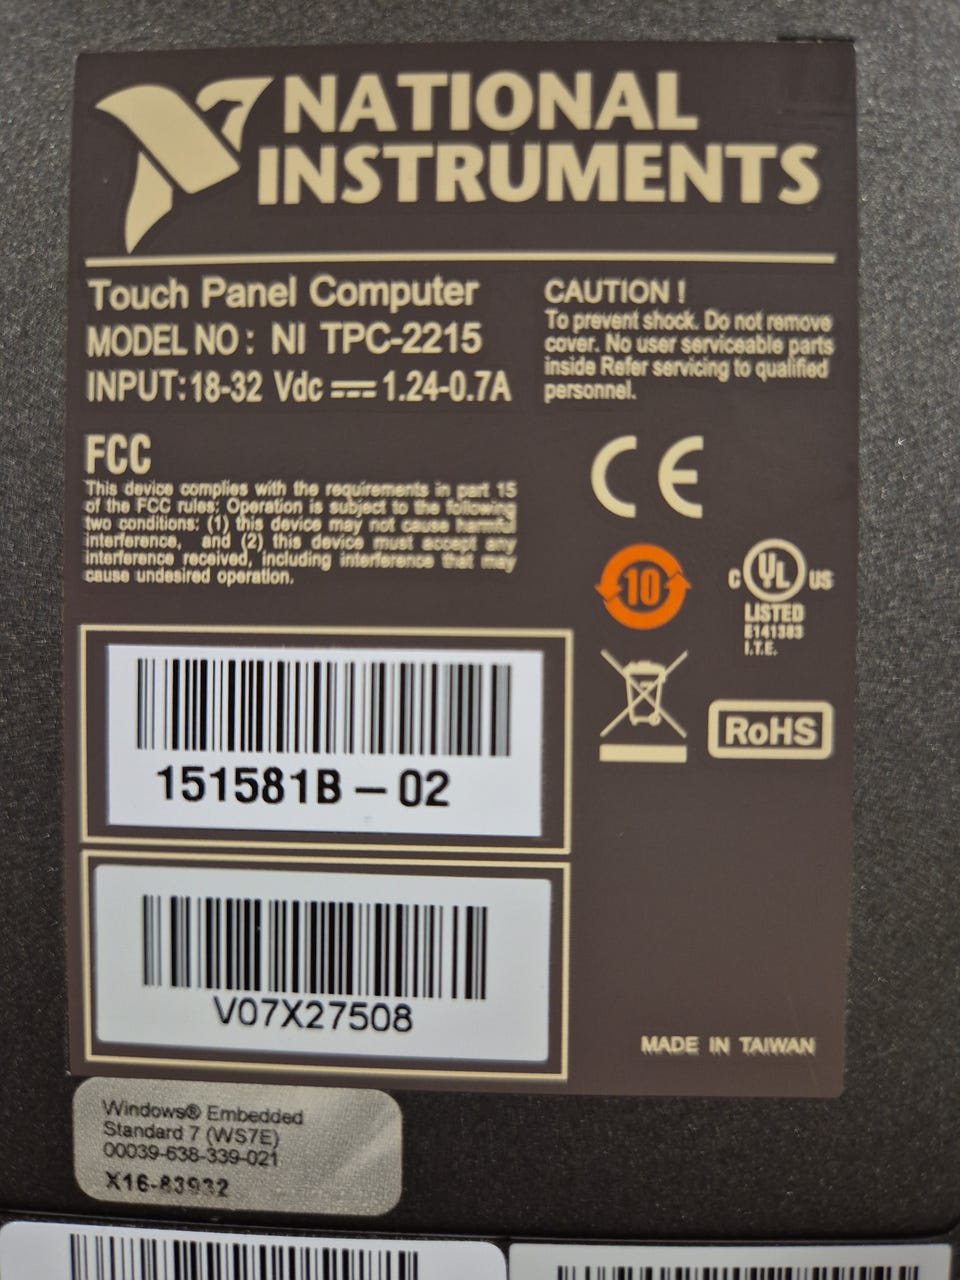 NATIONAL
INSTRUMENTS
Touch Panel Computer
MODEL NO : NI TPC-2215
INPUT:18-32 Vdc ⎓ 1.24-0.7A
CAUTION !
To prevent shock. Do not remove
cover. No user serviceable parts
inside Refer servicing to qualified
personnel.
FCC
This device complies with the requirements in part 15
of the FCC rules: Operation is subject to the following
two conditions: (1) this device may not cause harmful
interference, and (2) this device must accept any
interference received, including interference that may
cause undesired operation.
CE
10
C UL US
LISTED
E141383
I.T.E.
RoHS
151581B – 02
V07X27508
MADE IN TAIWAN
Windows® Embedded
Standard 7 (WS7E)
00039-638-339-021
X16-83932